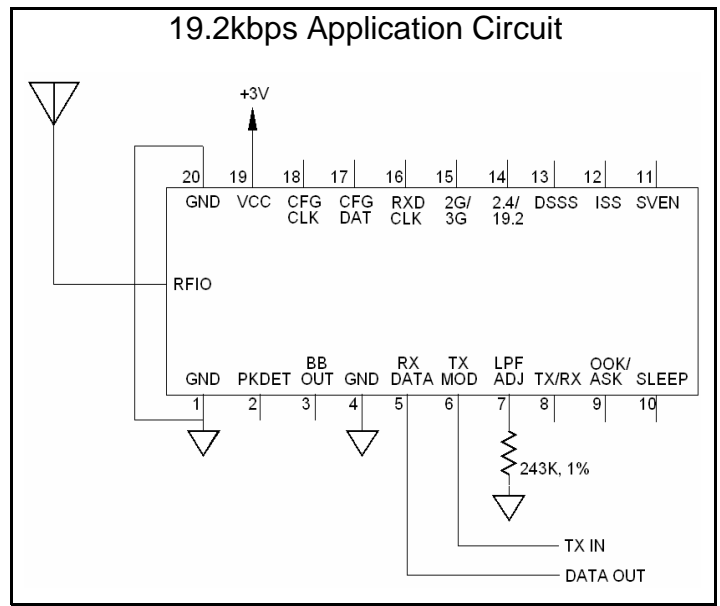 19.2kbps Application Circuit
+3V
20 19 18 17 16 15 14 13 12 11
GND VCC CFG CFG RXD 2G/ 2.4/ DSSS ISS SVEN
CLK DAT CLK 3G 19.2
RFIO
BB RX TX LPF OOK/
GND PKDET OUT GND DATA MOD ADJ TX/RX ASK SLEEP
1 2 3 4 5 6 7 8 9 10
243K, 1%
TX IN
DATA OUT